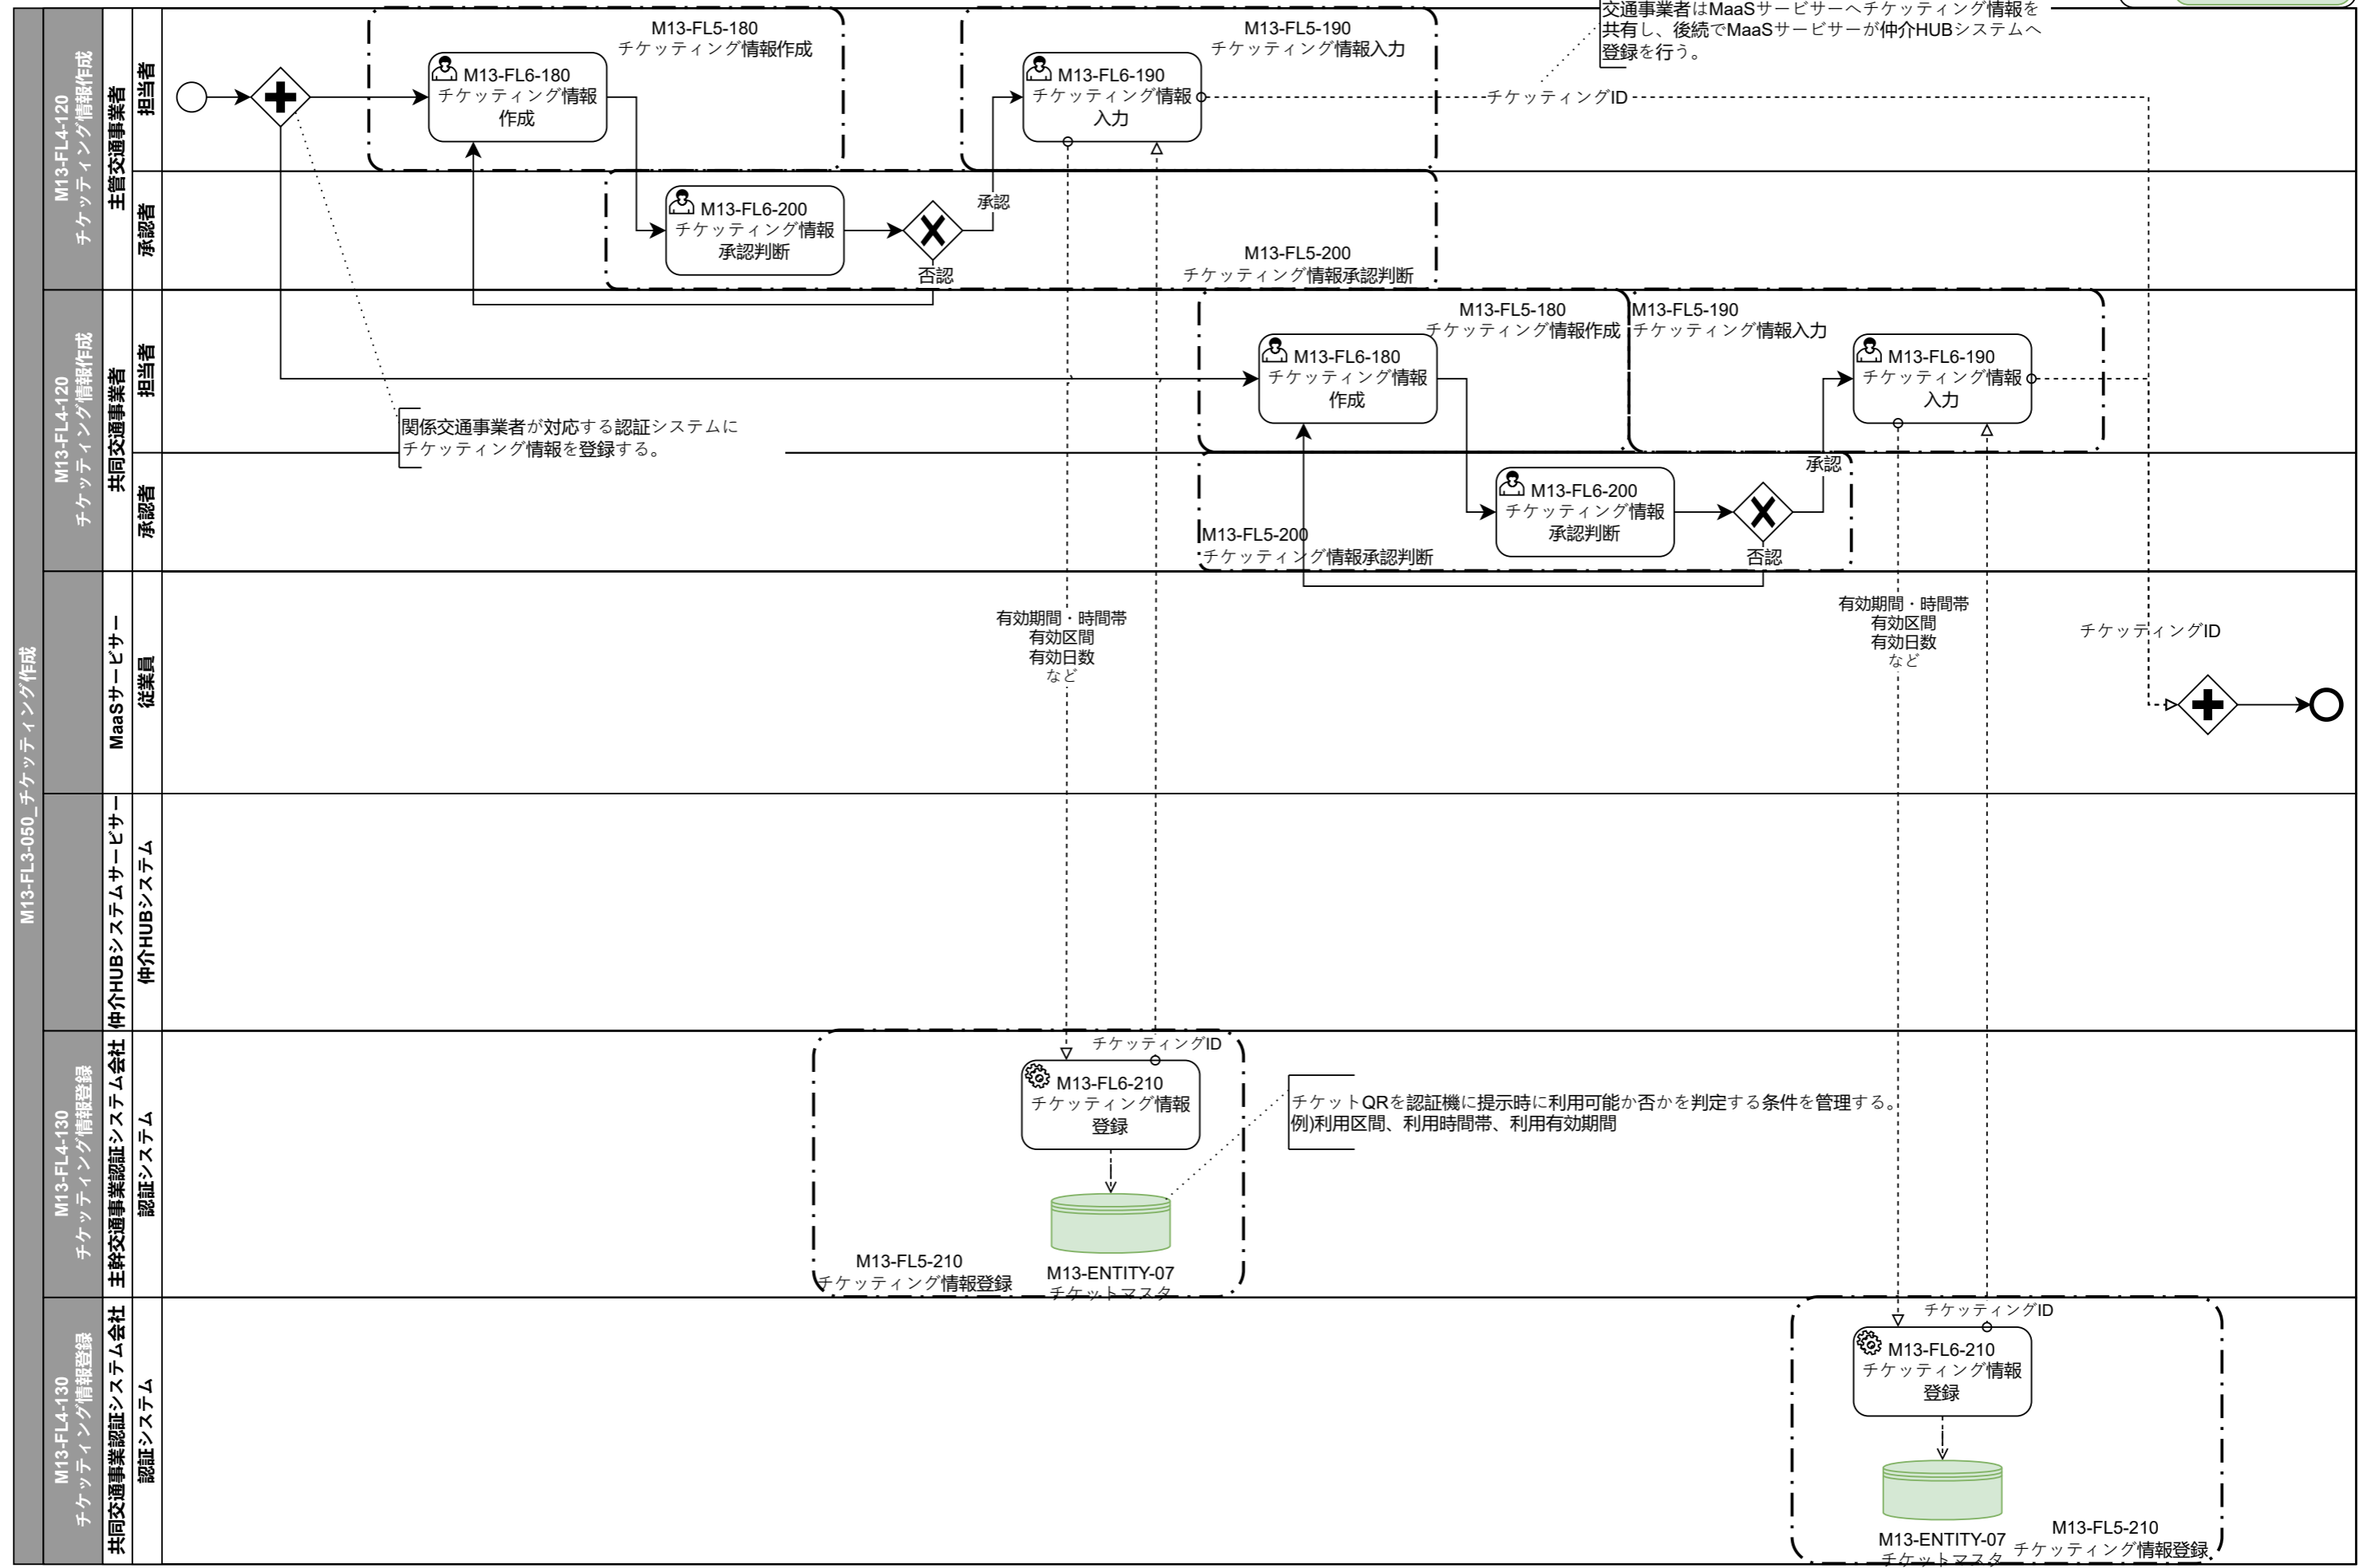 M13-FL3-050_チケッティング作成
M13-FL4-120
チケッティング情報作成
主管交通事業者
担当者
承認者
M13-FL5-180
チケッティング情報作成
M13-FL6-180
チケッティング情報
作成
M13-FL5-190
チケッティング情報入力
M13-FL6-190
チケッティング情報
入力
交通事業者はMaaSサービサーへチケッティング情報を
共有し、後続でMaaSサービサーが仲介HUBシステムへ
登録を行う。
チケッティングID
M13-FL6-200
チケッティング情報
承認判断
承認
否認
M13-FL5-200
チケッティング情報承認判断
M13-FL4-120
チケッティング情報作成
共同交通事業者
担当者
承認者
関係交通事業者が対応する認証システムに
チケッティング情報を登録する。
M13-FL5-180
チケッティング情報作成
M13-FL6-180
チケッティング情報
作成
M13-FL5-190
チケッティング情報入力
M13-FL6-190
チケッティング情報
入力
承認
M13-FL6-200
チケッティング情報
承認判断
否認
M13-FL5-200
チケッティング情報承認判断
MaaSサービサー
従業員
有効期間・時間帯
有効区間
有効日数
など
有効期間・時間帯
有効区間
有効日数
など
チケッティングID
仲介HUBシステムサービサー
仲介HUBシステム
M13-FL4-130
チケッティング情報登録
主幹交通事業認証システム会社
認証システム
チケッティングID
M13-FL6-210
チケッティング情報
登録
チケットQRを認証機に提示時に利用可能か否かを判定する条件を管理する。
例)利用区間、利用時間帯、利用有効期間
M13-FL5-210
チケッティング情報登録
M13-ENTITY-07
チケットマスタ
M13-FL4-130
チケッティング情報登録
共同交通事業認証システム会社
認証システム
チケッティングID
M13-FL6-210
チケッティング情報
登録
M13-ENTITY-07
チケットマスタ
M13-FL5-210
チケッティング情報登録